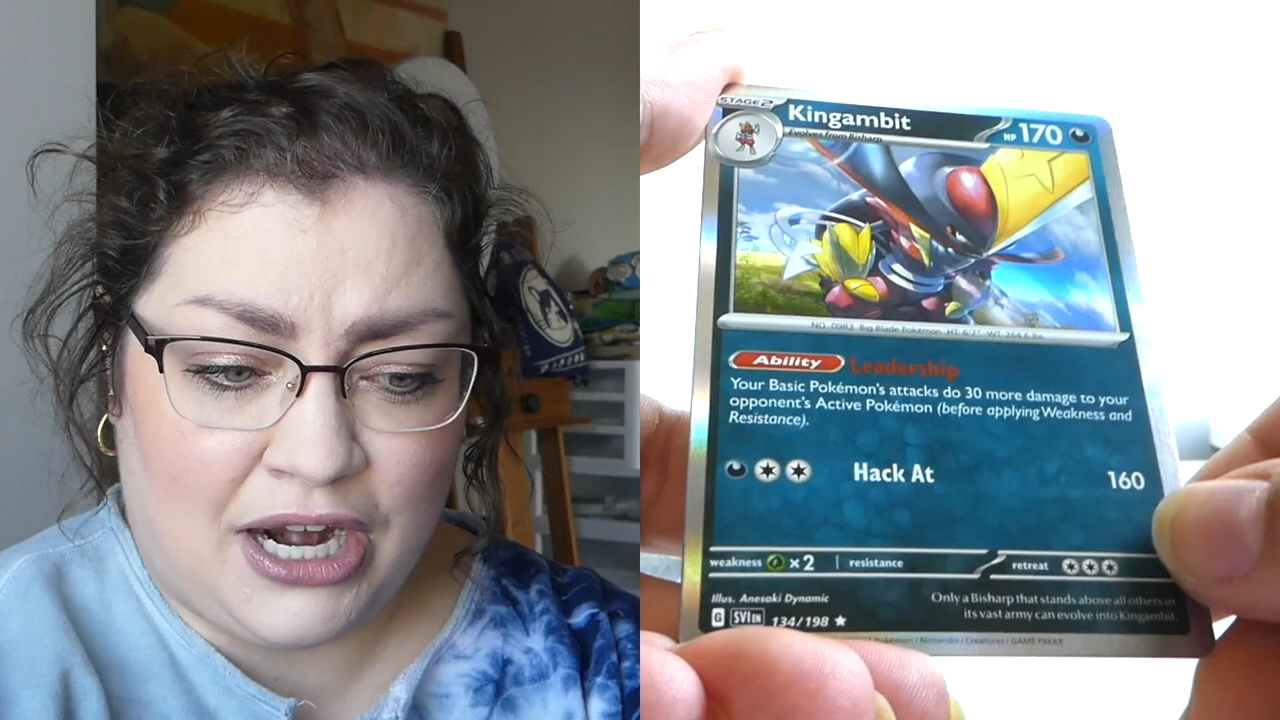 STAGE 2
Kingambit
HP 170
Evolves from Bisharp
NO. 0983 Big Blade Pokémon HT: 6'7" WT: 264.6 lbs
Ability Leadership
Your Basic Pokémon's attacks do 30 more damage to your
opponent's Active Pokémon (before applying Weakness and
Resistance).
Hack At 160
weakness ×2 resistance retreat
Illus. Anesaki Dynamic
Only a Bisharp that stands above all others in
its vast army can evolve into Kingambit.
G SVI EN 134/198
Pokémon / Nintendo / Creatures / GAME FREAK